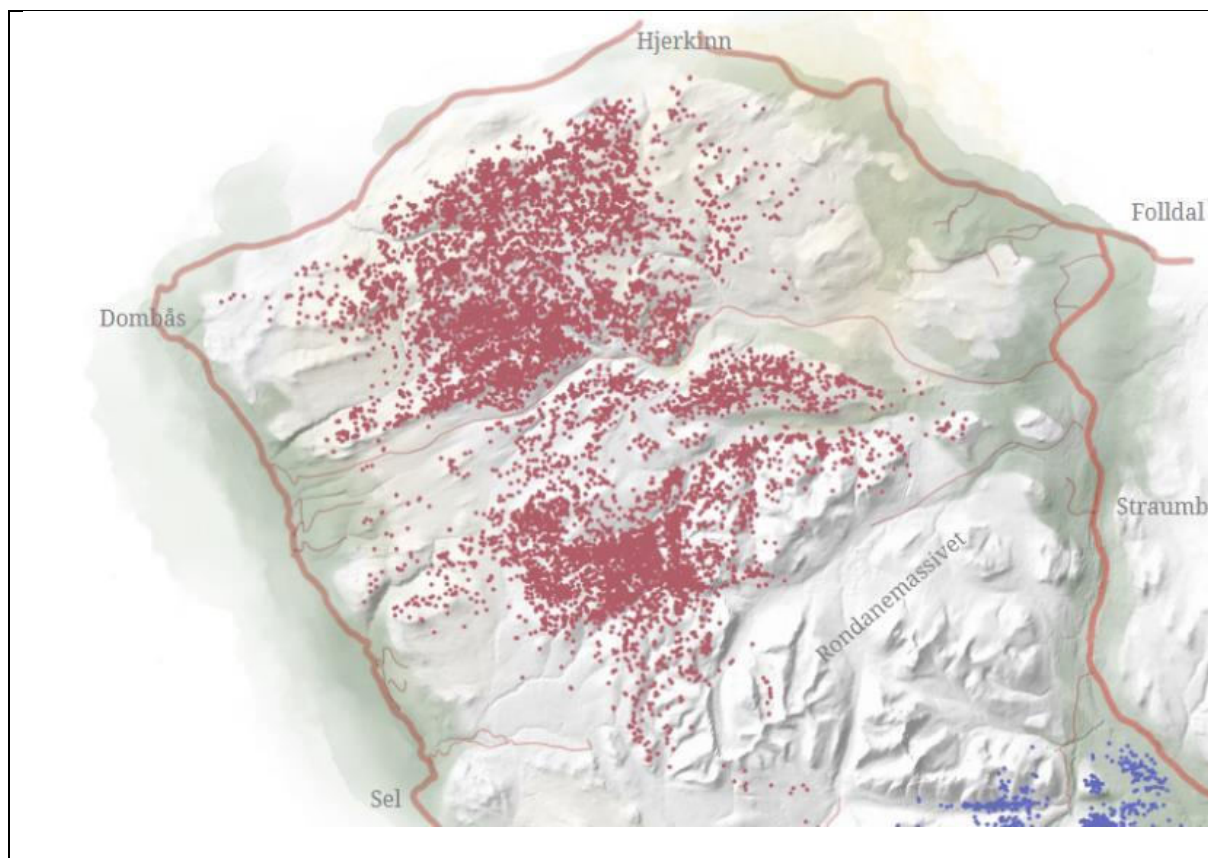 Hjerkinn
Folldal
Dombås
Straumb
Rondanemassivet
Sel